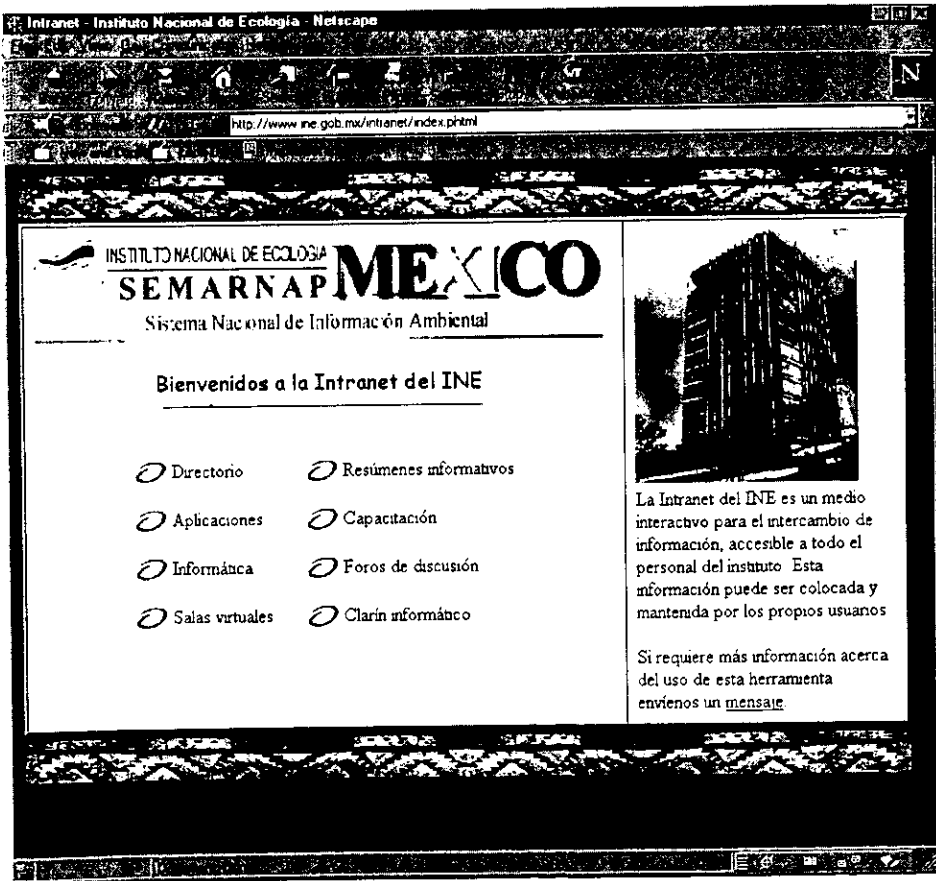 Intranet - Instituto Nacional de Ecología - Netscape
N
http://www.ine.gob.mx/intranet/index.phtml
INSTITUTO NACIONAL DE ECOLOGIA
SEMARNAP
MEXICO
Sistema Nacional de Información Ambiental
Bienvenidos a la Intranet del INE
Directorio
Resúmenes informativos
Aplicaciones
Capacitación
Informática
Foros de discusión
Salas virtuales
Clarín informático
La Intranet del INE es un medio
interactivo para el intercambio de
información, accesible a todo el
personal del instituto Esta
información puede ser colocada y
mantenida por los propios usuarios
Si requiere más información acerca
del uso de esta herramienta
envíenos un mensaje.